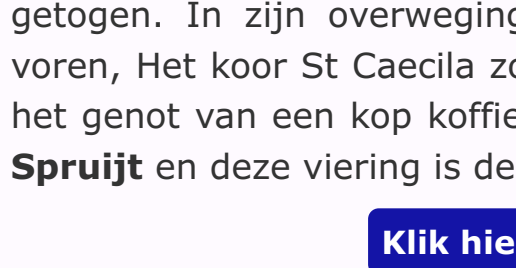 getogen. In zijn overweging
voren, Het koor St Caecila zo
het genot van een kop koffie
Spruijt en deze viering is de
Klik hie